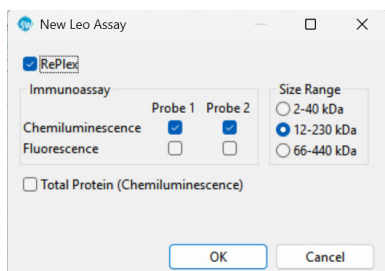 SW New Leo Assay
RePlex
Immunoassay
Probe 1 Probe 2
Chemiluminescence
Fluorescence
Size Range
2-40 kDa
12-230 kDa
66-440 kDa
Total Protein (Chemiluminescence)
OK Cancel